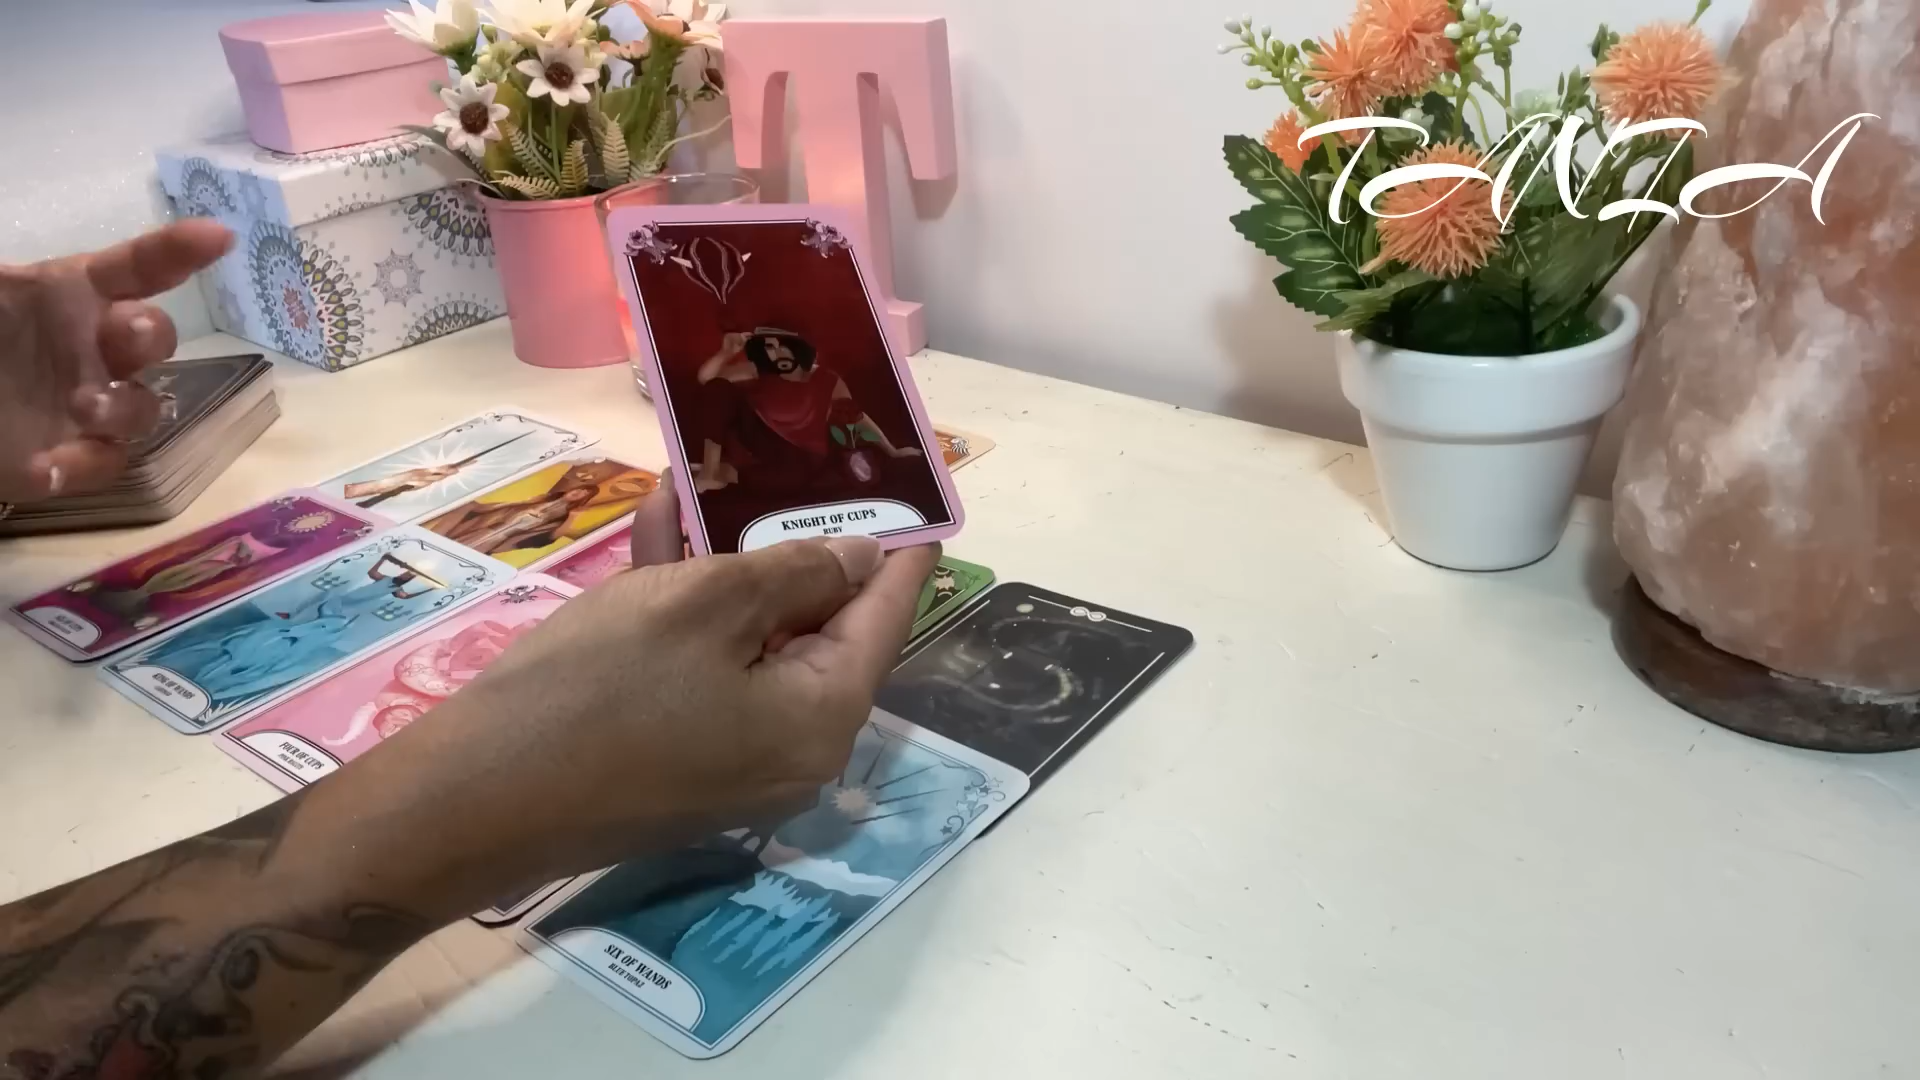 TANIA
T
KNIGHT OF CUPS
RUBY
KING OF WANDS
FOUR OF CUPS
SIX OF WANDS
BLUE TOPAZ